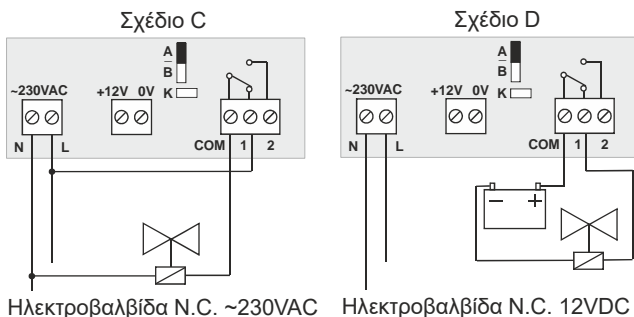 Σχέδιο C
A
B
~230VAC +12V 0V K
N L COM 1 2
Ηλεκτροβαλβίδα N.C. ~230VAC
Σχέδιο D
A
B
~230VAC +12V 0V K
N L COM 1 2
− +
Ηλεκτροβαλβίδα N.C. 12VDC